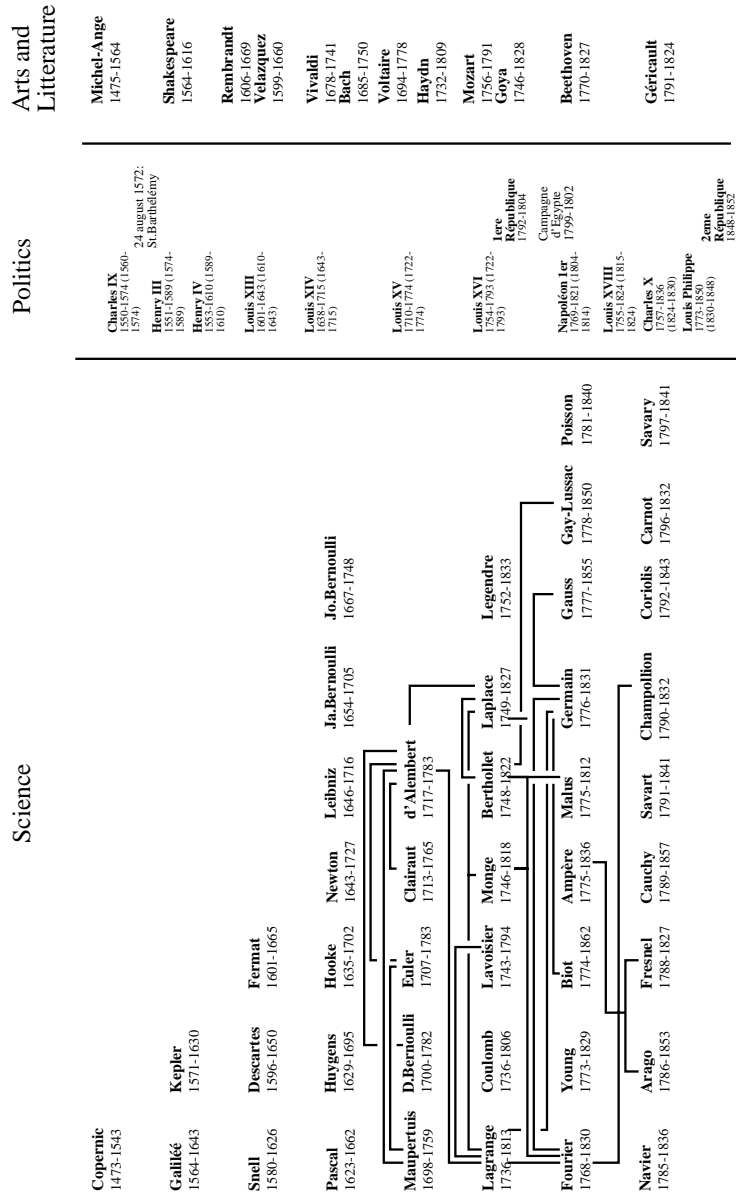 Science
Politics
Arts and
Litterature
Copernic
1473-1543
Galiléé
1564-1643
Kepler
1571-1630
Snell
1580-1626
Descartes
1596-1650
Fermat
1601-1665
Pascal
1623-1662
Huygens
1629-1695
Hooke
1635-1702
Newton
1643-1727
Leibniz
1646-1716
Ja.Bernoulli
1654-1705
Jo.Bernoulli
1667-1748
Maupertuis
1698-1759
D.Bernoulli
1700-1782
Euler
1707-1783
Clairaut
1713-1765
d'Alembert
1717-1783
Lagrange
1736-1813
Coulomb
1736-1806
Lavoisier
1743-1794
Monge
1746-1818
Berthollet
1748-1822
Laplace
1749-1827
Legendre
1752-1833
Fourier
1768-1830
Young
1773-1829
Biot
1774-1862
Ampère
1775-1836
Malus
1775-1812
Germain
1776-1831
Gauss
1777-1855
Gay-Lussac
1778-1850
Poisson
1781-1840
Navier
1785-1836
Arago
1786-1853
Fresnel
1788-1827
Cauchy
1789-1857
Savart
1791-1841
Champollion
1790-1832
Coriolis
1792-1843
Carnot
1796-1832
Savary
1797-1841
Charles IX
1550-1574 (1560-
1574)
24 august 1572:
St.Barthélémy
Henry III
1551-1589 (1574-
1589)
Henry IV
1553-1610 (1589-
1610)
Louis XIII
1601-1643 (1610-
1643)
Louis XIV
1638-1715 (1643-
1715)
Louis XV
1710-1774 (1722-
1774)
Louis XVI
1754-1793 (1722-
1793)
1ere
République
1792-1804
Campagne
d'Egypte
1799-1802
Napoléon 1er
1769-1821 (1804-
1814)
Louis XVIII
1755-1824 (1815-
1824)
Charles X
1757-1836
(1824-1830)
Louis Philippe
1773-1850
(1830-1848)
2eme
République
1848-1852
Michel-Ange
1475-1564
Shakespeare
1564-1616
Rembrandt
1606-1669
Velazquez
1599-1660
Vivaldi
1678-1741
Bach
1685-1750
Voltaire
1694-1778
Haydn
1732-1809
Mozart
1756-1791
Goya
1746-1828
Beethoven
1770-1827
Géricault
1791-1824